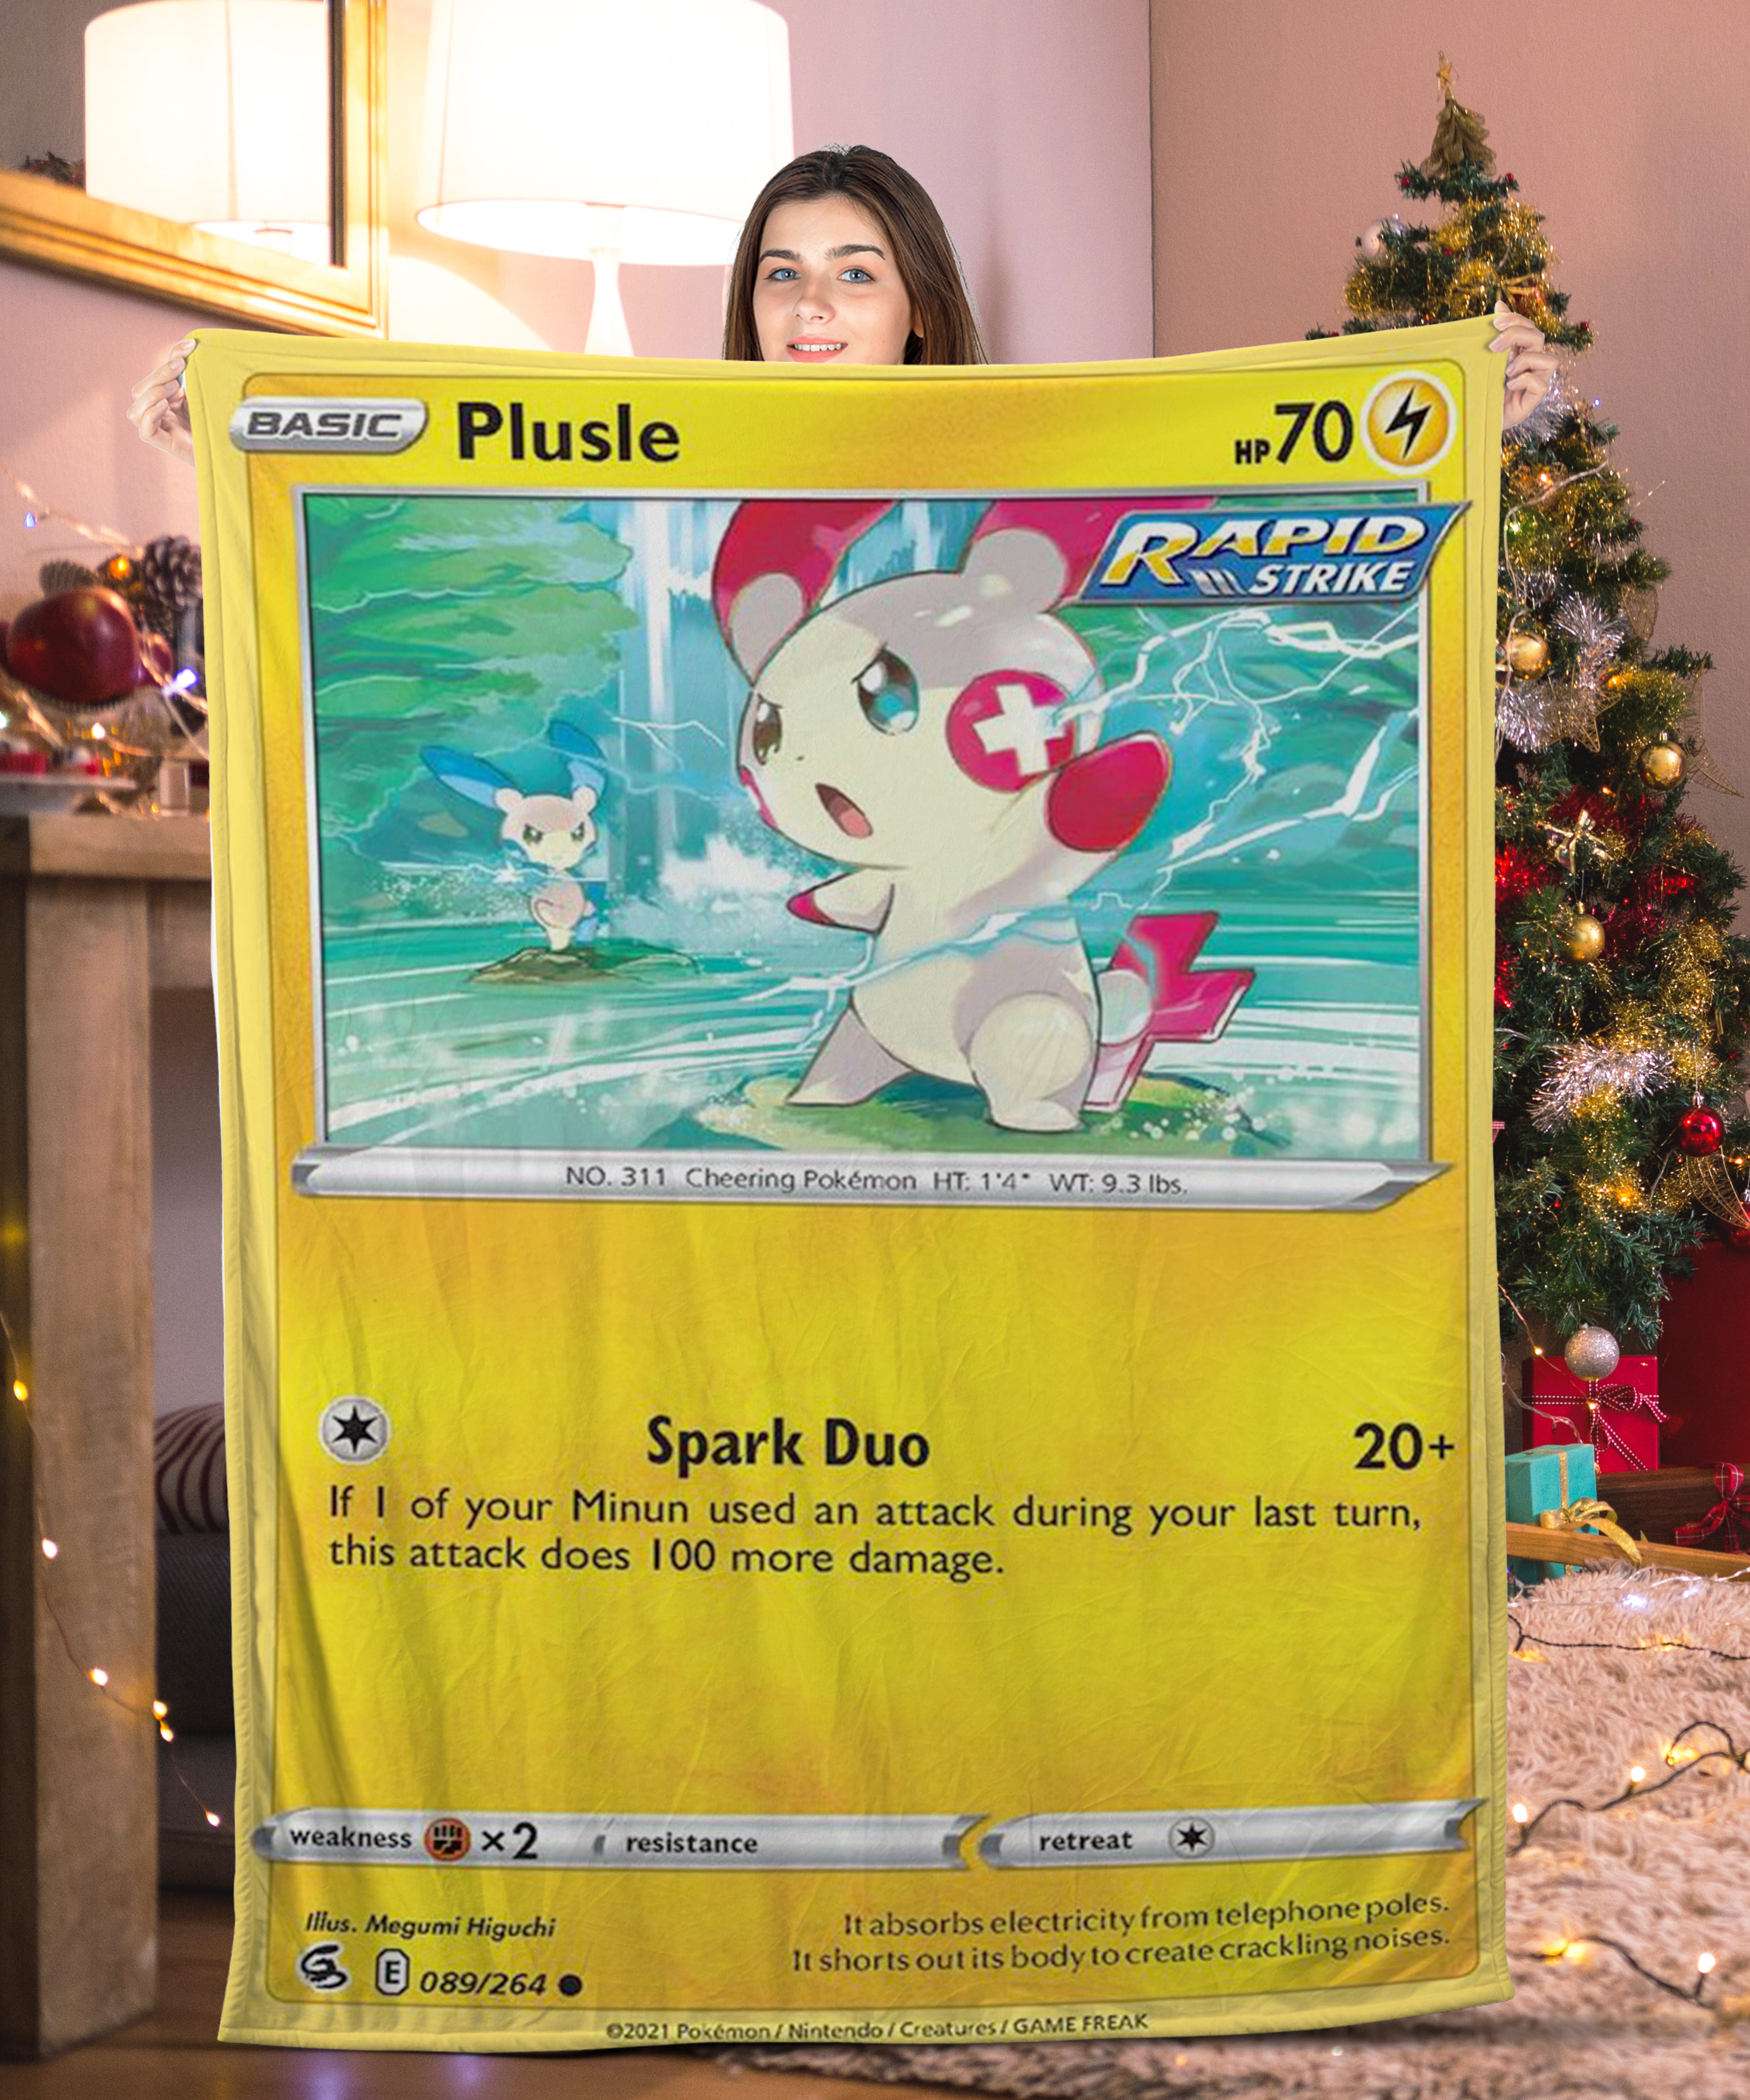 BASIC Plusle HP 70
RAPID
STRIKE
NO. 311 Cheering Pokémon HT: 1'4" WT: 9.3 lbs.
Spark Duo 20+
If 1 of your Minun used an attack during your last turn,
this attack does 100 more damage.
weakness ×2 resistance retreat
Illus. Megumi Higuchi
It absorbs electricity from telephone poles.
It shorts out its body to create crackling noises.
E 089/264
©2021 Pokémon / Nintendo / Creatures / GAME FREAK